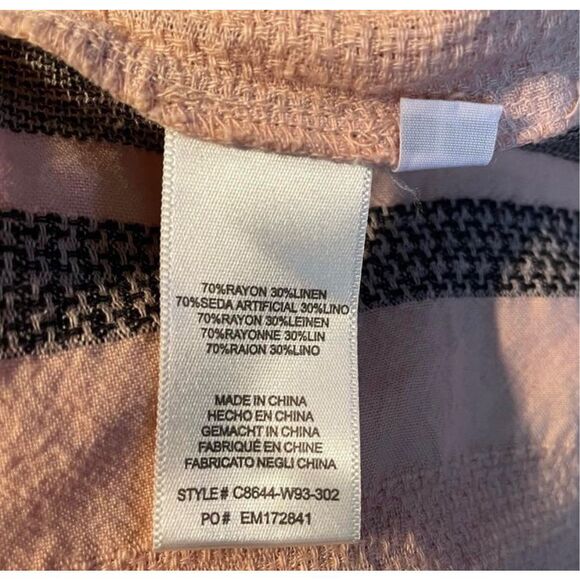 70%RAYON 30%LINEN
70%SEDA ARTIFICIAL 30%LINO
70%RAYON 30%LEINEN
70%RAYONNE 30%LIN
70%RAION 30%LINO
MADE IN CHINA
HECHO EN CHINA
GEMACHT IN CHINA
FABRIQUÉ EN CHINE
FABRICATO NEGLI CHINA
STYLE# C8644-W93-302
PO# EM172841